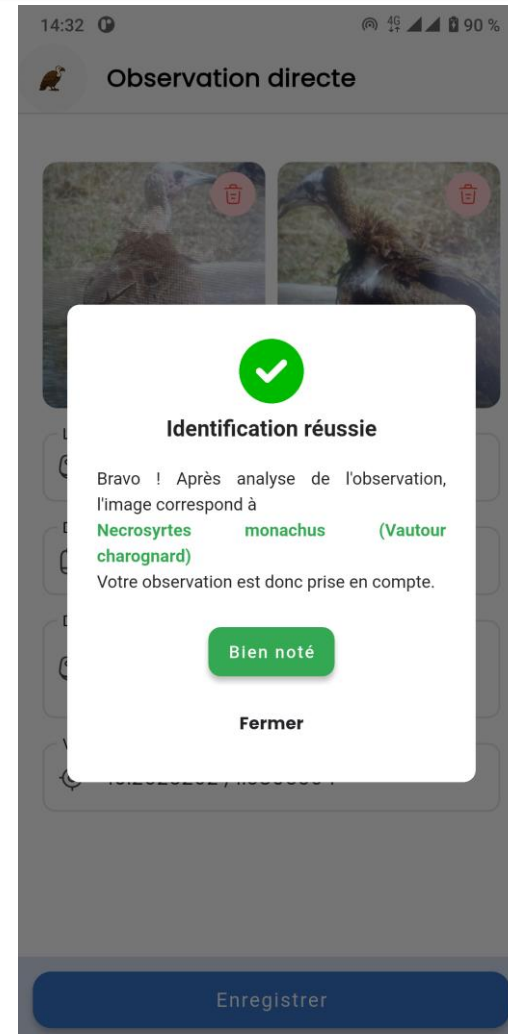 14:32 4G 90 %
Observation directe
Identification réussie
Bravo ! Après analyse de l'observation,
l'image correspond à
Necrosyrtes monachus (Vautour
charognard)
Votre observation est donc prise en compte.
Bien noté
Fermer
Enregistrer